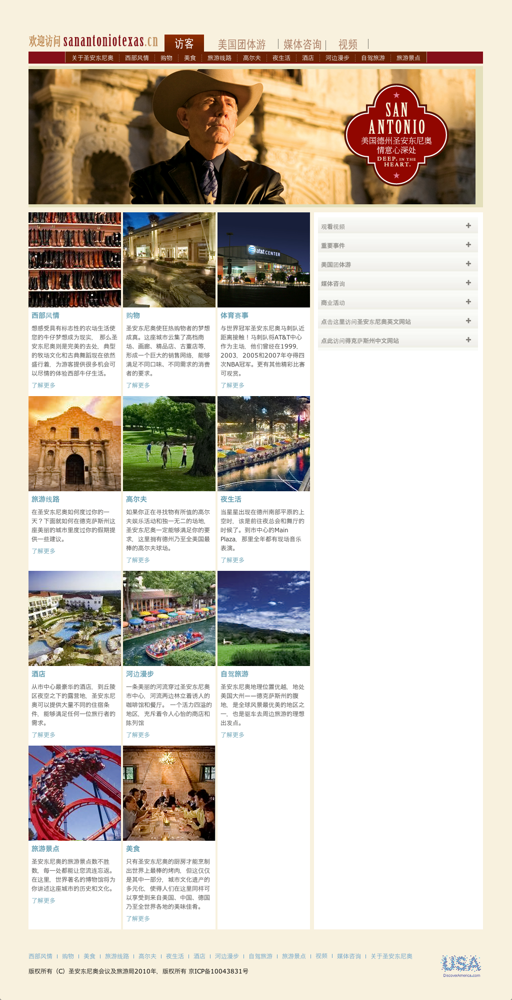 欢迎访问 sanantoniotexas.cn
访客
美国团体游
媒体咨询
视频
关于圣安东尼奥 西部风情 购物 美食 旅游线路 高尔夫 夜生活 酒店 河边漫步 自驾旅游 旅游景点
SAN
ANTONIO
美国德州圣安东尼奥
情意心深处
DEEP. IN THE
HEART.
at&t CENTER
西部风情
想感受具有标志性的农场生活使
您的牛仔梦想成为现实， 那么圣
安东尼奥则是完美的去处，典型
的牧场文化和古典舞蹈现在依然
盛行着，为游客提供很多机会可
以尽情的体验西部牛仔生活。
了解更多
购物
圣安东尼奥使狂热购物者的梦想
成真。这座城市云集了高档商
场、画廊、精品店、古董店等，
形成一个巨大的销售网络，能够
满足不同口味、不同需求的消费
者的要求。
了解更多
体育赛事
与世界冠军圣安东尼奥马刺队近
距离接触！马刺队将AT&T中心
作为主场，他们曾经在1999，
2003，2005和2007年夺得四
次NBA冠军。更有其他精彩比赛
可观赏。
了解更多
观看视频
重要事件
美国团体游
媒体咨询
商业活动
点击这里访问圣安东尼奥英文网站
点此访问得克萨斯州中文网站
旅游线路
在圣安东尼奥如何度过你的一
天？下面就如何在德克萨斯州这
座美丽的城市里度过你的假期提
供一些建议。
了解更多
高尔夫
如果你正在寻找物有所值的高尔
夫娱乐活动和独一无二的场地，
圣安东尼奥一定能够满足你的要
求，这里拥有德州乃至全美国最
棒的高尔夫球场。
了解更多
夜生活
当星星出现在德州南部平原的上
空时，该是前往夜总会和舞厅的
时候了。到市中心的Main
Plaza，那里全年都有现场音乐
表演。
了解更多
酒店
从市中心最豪华的酒店，到丘陵
区夜空之下的露营地，圣安东尼
奥可以提供大量不同的住宿条
件，能够满足任何一位旅行者的
需求。
了解更多
河边漫步
一条美丽的河流穿过圣安东尼奥
市中心，河流两边林立着诱人的
咖啡馆和餐厅。 一个活力四溢的
地区，充斥着令人心怡的商店和
陈列馆
了解更多
自驾旅游
圣安东尼奥地理位置优越，地处
美国大州——德克萨斯州的腹
地，是全球风景最优美的地区之
一，也是驱车去周边旅游的理想
出发点。
了解更多
旅游景点
圣安东尼奥的旅游景点数不胜
数，每一处都能让您流连忘返。
在这里，世界著名的博物馆将为
你讲述这座城市的历史和文化。
了解更多
美食
只有圣安东尼奥的厨房才能烹制
出世界上最棒的烤肉，但这仅仅
是其中一部分，城市文化遗产的
多元化，使得人们在这里同样可
以享受到来自美国、中国、德国
乃至全世界各地的美味佳肴。
了解更多
西部风情 | 购物 | 美食 | 旅游线路 | 高尔夫 | 夜生活 | 酒店 | 河边漫步 | 自驾旅游 | 旅游景点 | 视频 | 媒体咨询 | 关于圣安东尼奥
版权所有（C）圣安东尼奥会议及旅游局2010年，版权所有 京ICP备10043831号
USA
DiscoverAmerica.com